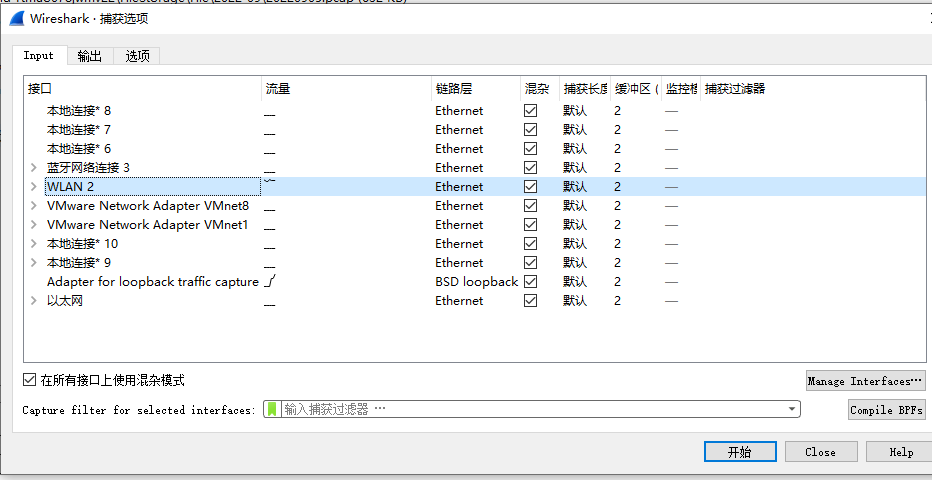 Wireshark · 捕获选项
Input 输出 选项
接口 流量 链路层 混杂 捕获长度 缓冲区 ( 监控模 捕获过滤器
本地连接* 8 Ethernet 默认 2 —
本地连接* 7 Ethernet 默认 2 —
本地连接* 6 Ethernet 默认 2 —
蓝牙网络连接 3 Ethernet 默认 2 —
WLAN 2 Ethernet 默认 2 —
VMware Network Adapter VMnet8 Ethernet 默认 2 —
VMware Network Adapter VMnet1 Ethernet 默认 2 —
本地连接* 10 Ethernet 默认 2 —
本地连接* 9 Ethernet 默认 2 —
Adapter for loopback traffic capture BSD loopback 默认 2 —
以太网 Ethernet 默认 2 —
在所有接口上使用混杂模式
Manage Interfaces…
Capture filter for selected interfaces: 输入捕获过滤器 …
Compile BPFs
开始 Close Help